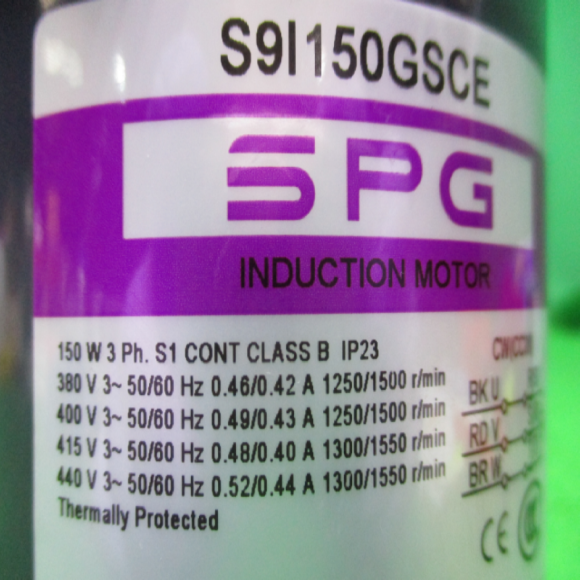 S9I150GSCE
SPG
INDUCTION MOTOR
150 W 3 Ph. S1 CONT CLASS B IP23
380 V 3~ 50/60 Hz 0.46/0.42 A 1250/1500 r/min
400 V 3~ 50/60 Hz 0.49/0.43 A 1250/1500 r/min
415 V 3~ 50/60 Hz 0.48/0.40 A 1300/1550 r/min
440 V 3~ 50/60 Hz 0.52/0.44 A 1300/1550 r/min
Thermally Protected
BK U
RD V
BR W
CE